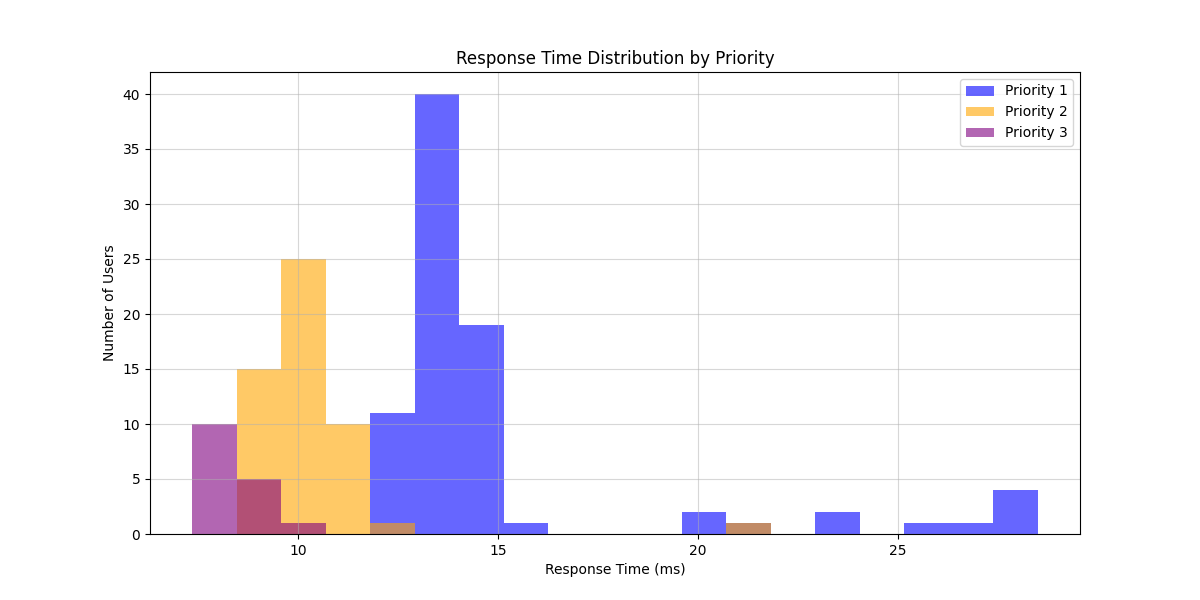 Response Time Distribution by Priority
Priority 1
Priority 2
Priority 3
40
35
30
25
20
15
10
5
0
Number of Users
10 15 20 25
Response Time (ms)